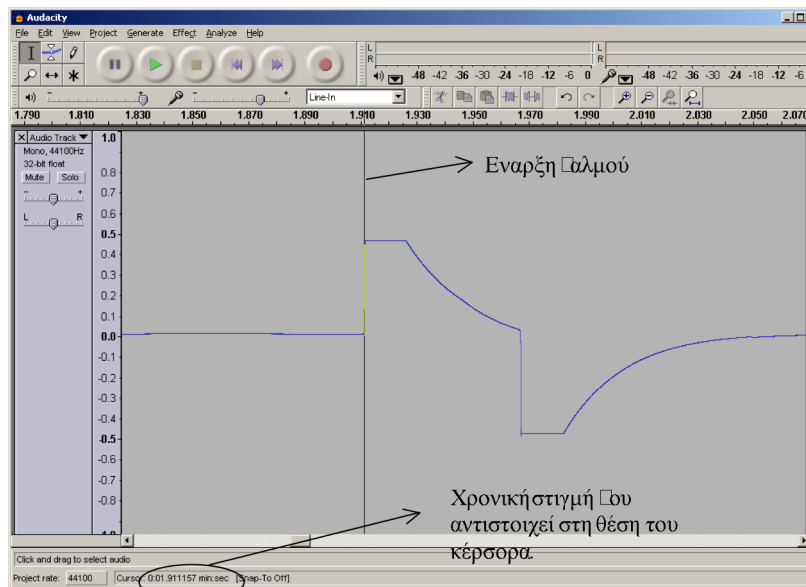 Audacity
File Edit View Project Generate Effect Analyze Help
L
R
-48 -42 -36 -30 -24 -18 -12 -6 0
L
R
-48 -42 -36 -30 -24 -18 -12 -6
Line-In
1.790 1.810 1.830 1.850 1.870 1.890 1.910 1.930 1.950 1.970 1.990 2.010 2.030 2.050 2.070
Audio Track
Mono, 44100Hz
32-bit float
Mute Solo
- +
L R
1.0
0.8
0.7
0.6
0.5
0.4
0.3
0.2
0.1
0.0
-0.1
-0.2
-0.3
-0.4
-0.5
-0.6
-0.7
-0.8
Εναρξη □αλμού
Χρονική στιγμή □ου
αντιστοιχεί στη θέση του
κέρσορα
Click and drag to select audio
Project rate: 44100 Cursor: 0:01.911157 min:sec [Snap-To Off]